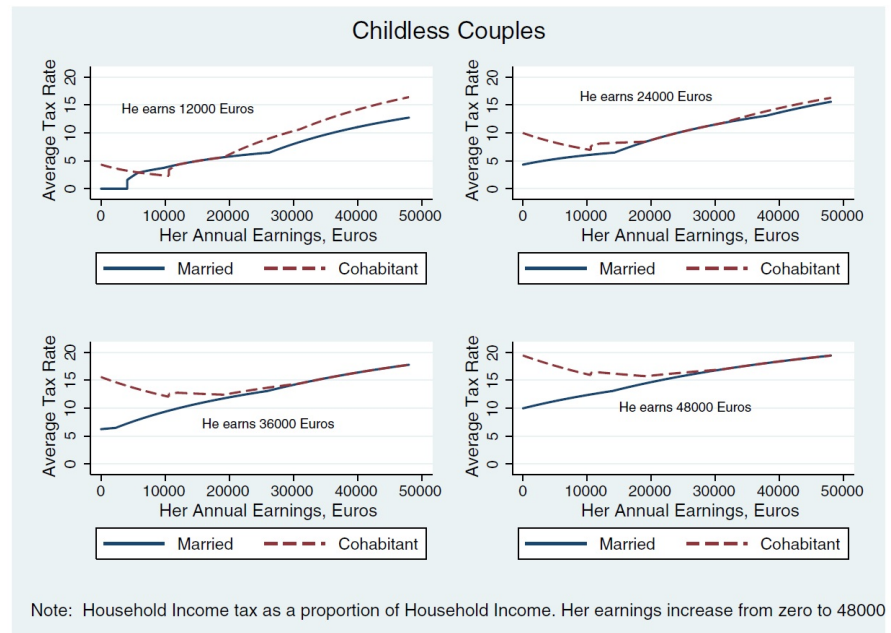 Childless Couples
Average Tax Rate
20
15
10
5
0
He earns 12000 Euros
0 10000 20000 30000 40000 50000
Her Annual Earnings, Euros
Married Cohabitant
Average Tax Rate
20
15
10
5
0
He earns 24000 Euros
0 10000 20000 30000 40000 50000
Her Annual Earnings, Euros
Married Cohabitant
Average Tax Rate
20
15
10
5
0
He earns 36000 Euros
0 10000 20000 30000 40000 50000
Her Annual Earnings, Euros
Married Cohabitant
Average Tax Rate
20
15
10
5
0
He earns 48000 Euros
0 10000 20000 30000 40000 50000
Her Annual Earnings, Euros
Married Cohabitant
Note: Household Income tax as a proportion of Household Income. Her earnings increase from zero to 48000